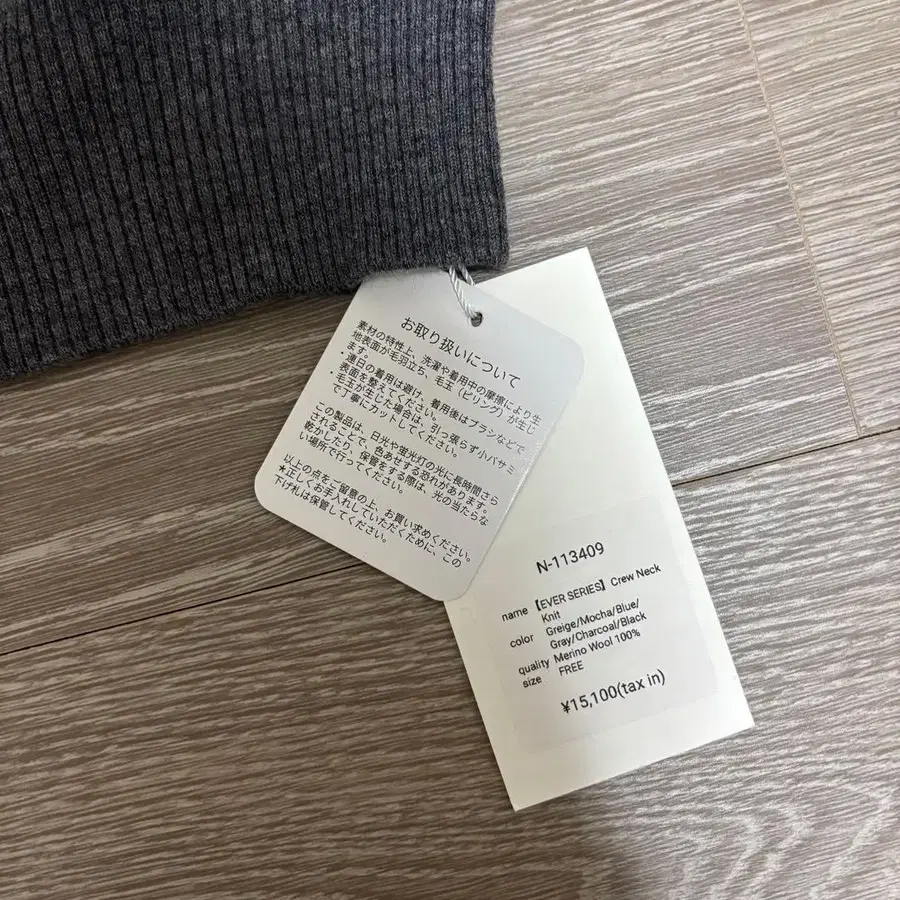 お取り扱いについて
素材の特性上、洗濯や着用中の摩擦により生
地表面が毛羽立ち、毛玉（ピリング）が生じ
ます。
・連日の着用は避け、着用後はブラシなどで
表面を整えてください。
・毛玉が生じた場合は、引っ張らず小バサミ
で丁寧にカットしてください。
この製品は、日光や蛍光灯の光に長時間さら
されることで、色あせする恐れがあります。
乾かしたり、保管をする際は、光の当たらな
い場所で行ってください。
以上の点をご留意の上、お買い求めください。
★正しくお手入れしていただくために、この
下げ札は保管してください。
N-113409
name 【EVER SERIES】Crew Neck
Knit
color Greige/Mocha/Blue/
Gray/Charcoal/Black
quality Merino Wool 100%
size FREE
¥15,100(tax in)